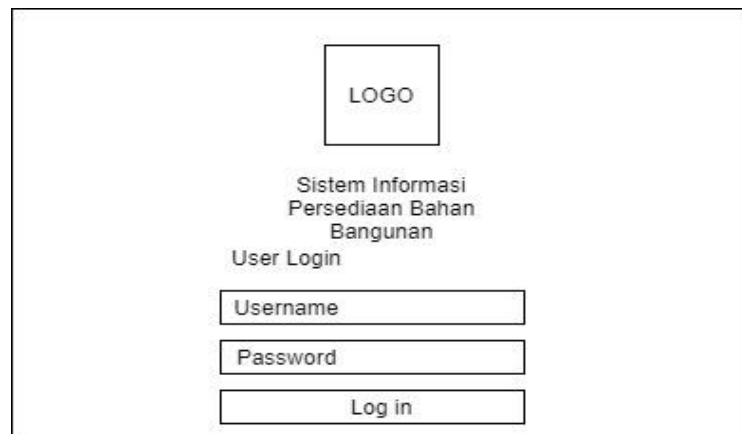 LOGO
Sistem Informasi
Persediaan Bahan
Bangunan
User Login
Username
Password
Log in